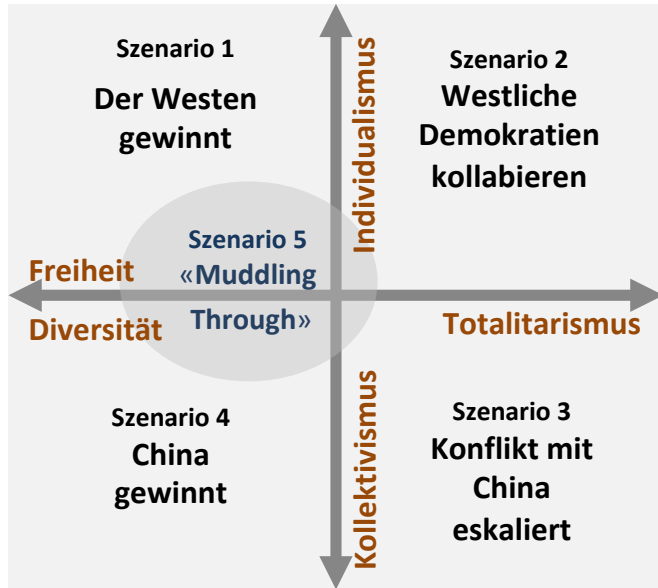 Szenario 1
Der Westen
gewinnt
Individualismus
Szenario 2
Westliche
Demokratien
kollabieren
Szenario 5
«Muddling
Through»
Freiheit
Diversität
Totalitarismus
Szenario 4
China
gewinnt
Kollektivismus
Szenario 3
Konflikt mit
China
eskaliert